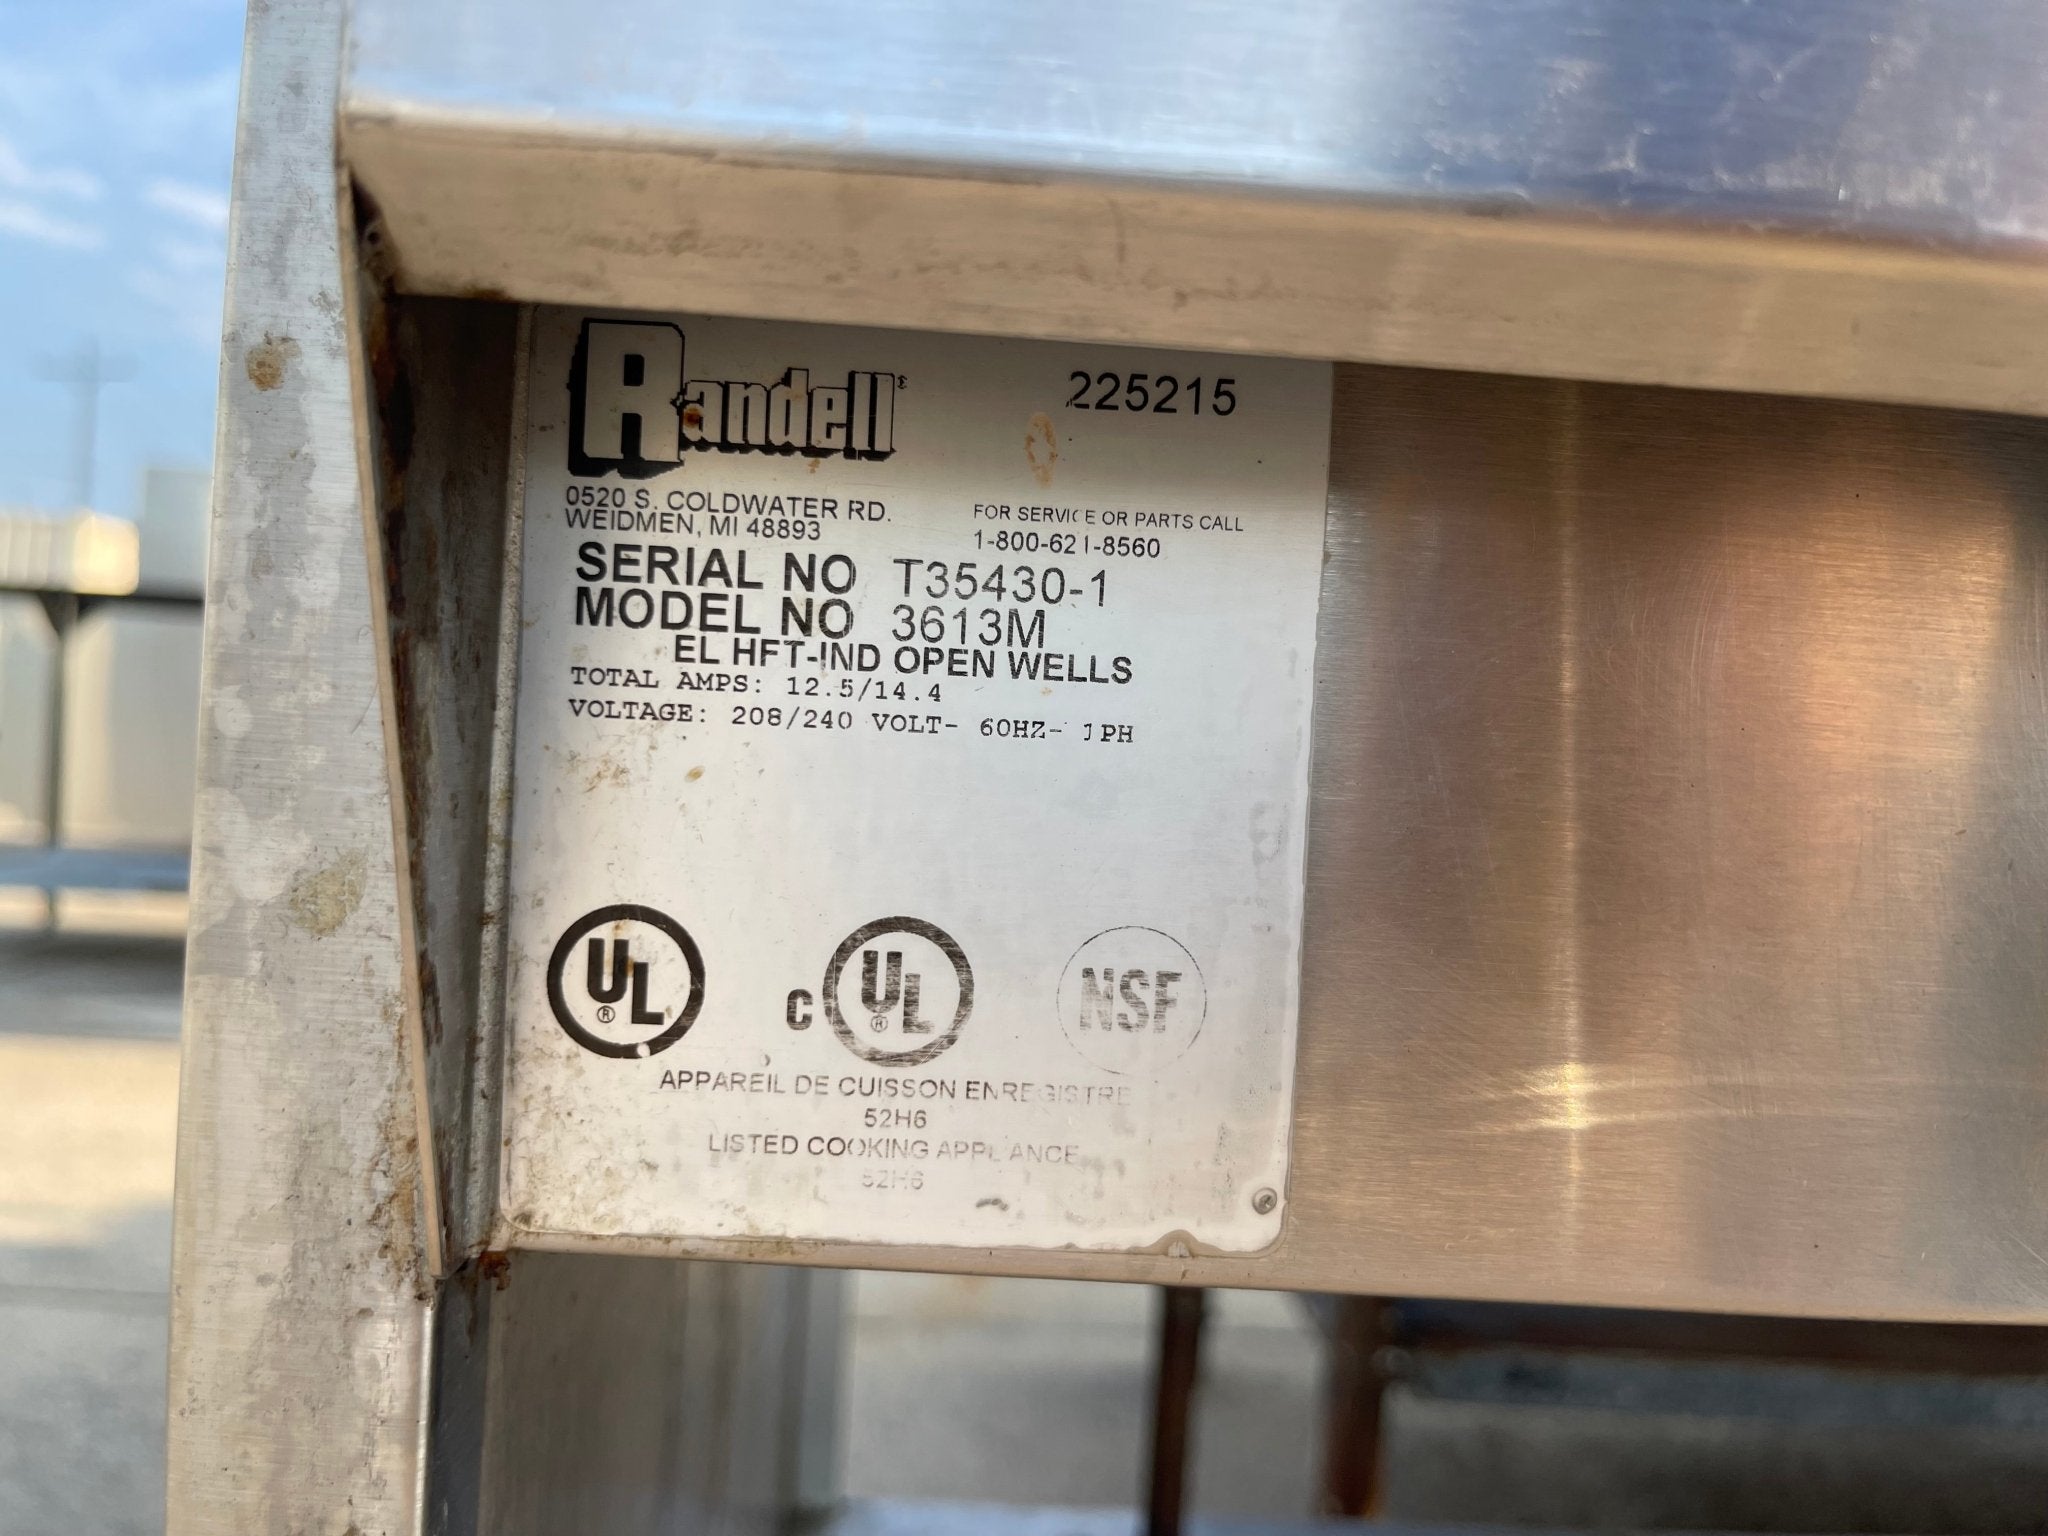 Randell®
225215
0520 S. COLDWATER RD.
WEIDMEN, MI 48893
FOR SERVICE OR PARTS CALL
1-800-621-8560
SERIAL NO T35430-1
MODEL NO 3613M
EL HFT-IND OPEN WELLS
TOTAL AMPS: 12.5/14.4
VOLTAGE: 208/240 VOLT- 60HZ- 1PH
UL®
C UL®
NSF
APPAREIL DE CUISSON ENREGISTRE
52H6
LISTED COOKING APPLIANCE
52H6